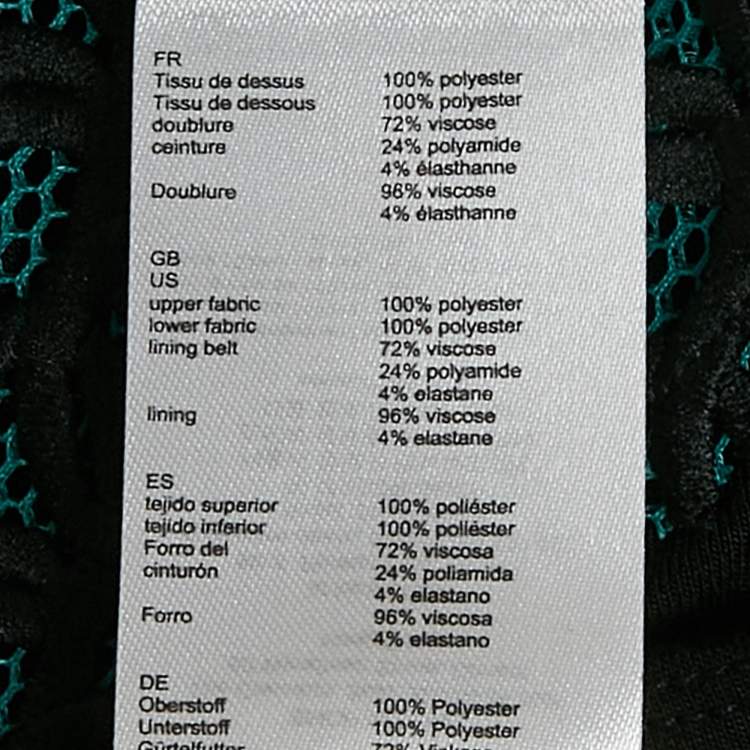 FR
Tissu de dessus 100% polyester
Tissu de dessous 100% polyester
doublure 72% viscose
ceinture 24% polyamide
4% élasthanne
Doublure 96% viscose
4% élasthanne
GB
US
upper fabric 100% polyester
lower fabric 100% polyester
lining belt 72% viscose
24% polyamide
4% elastane
lining 96% viscose
4% elastane
ES
tejido superior 100% poliéster
tejido inferior 100% poliéster
Forro del 72% viscosa
cinturón 24% poliamida
4% elastano
Forro 96% viscosa
4% elastano
DE
Oberstoff 100% Polyester
Unterstoff 100% Polyester
Gürtelfutter 72%